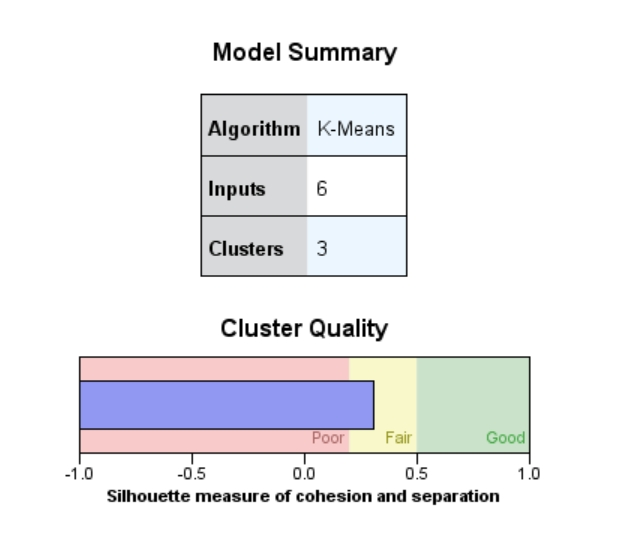 Model Summary
Algorithm K-Means
Inputs 6
Clusters 3
Cluster Quality
Poor Fair Good
-1.0 -0.5 0.0 0.5 1.0
Silhouette measure of cohesion and separation